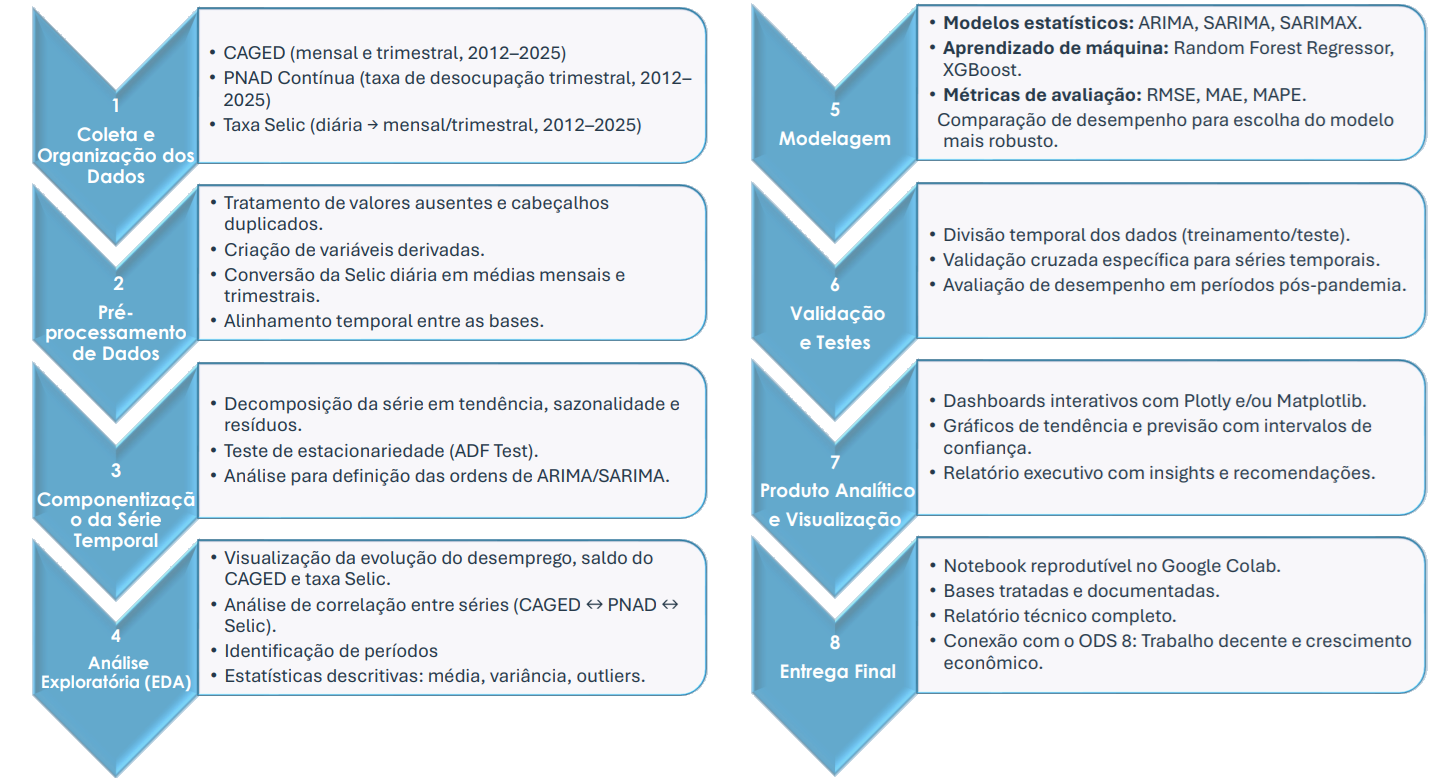 1
Coleta e
Organização dos
Dados
• CAGED (mensal e trimestral, 2012–2025)
• PNAD Contínua (taxa de desocupação trimestral, 2012–
2025)
• Taxa Selic (diária → mensal/trimestral, 2012–2025)
2
Pré-
processamento
de Dados
• Tratamento de valores ausentes e cabeçalhos
duplicados.
• Criação de variáveis derivadas.
• Conversão da Selic diária em médias mensais e
trimestrais.
• Alinhamento temporal entre as bases.
3
Componentizaçã
o da Série
Temporal
• Decomposição da série em tendência, sazonalidade e
resíduos.
• Teste de estacionariedade (ADF Test).
• Análise para definição das ordens de ARIMA/SARIMA.
4
Análise
Exploratória (EDA)
• Visualização da evolução do desemprego, saldo do
CAGED e taxa Selic.
• Análise de correlação entre séries (CAGED ↔ PNAD ↔
Selic).
• Identificação de períodos
• Estatísticas descritivas: média, variância, outliers.
5
Modelagem
• Modelos estatísticos: ARIMA, SARIMA, SARIMAX.
• Aprendizado de máquina: Random Forest Regressor,
XGBoost.
• Métricas de avaliação: RMSE, MAE, MAPE.
Comparação de desempenho para escolha do modelo
mais robusto.
6
Validação
e Testes
• Divisão temporal dos dados (treinamento/teste).
• Validação cruzada específica para séries temporais.
• Avaliação de desempenho em períodos pós-pandemia.
7
Produto Analítico
e Visualização
• Dashboards interativos com Plotly e/ou Matplotlib.
• Gráficos de tendência e previsão com intervalos de
confiança.
• Relatório executivo com insights e recomendações.
8
Entrega Final
• Notebook reprodutível no Google Colab.
• Bases tratadas e documentadas.
• Relatório técnico completo.
• Conexão com o ODS 8: Trabalho decente e crescimento
econômico.